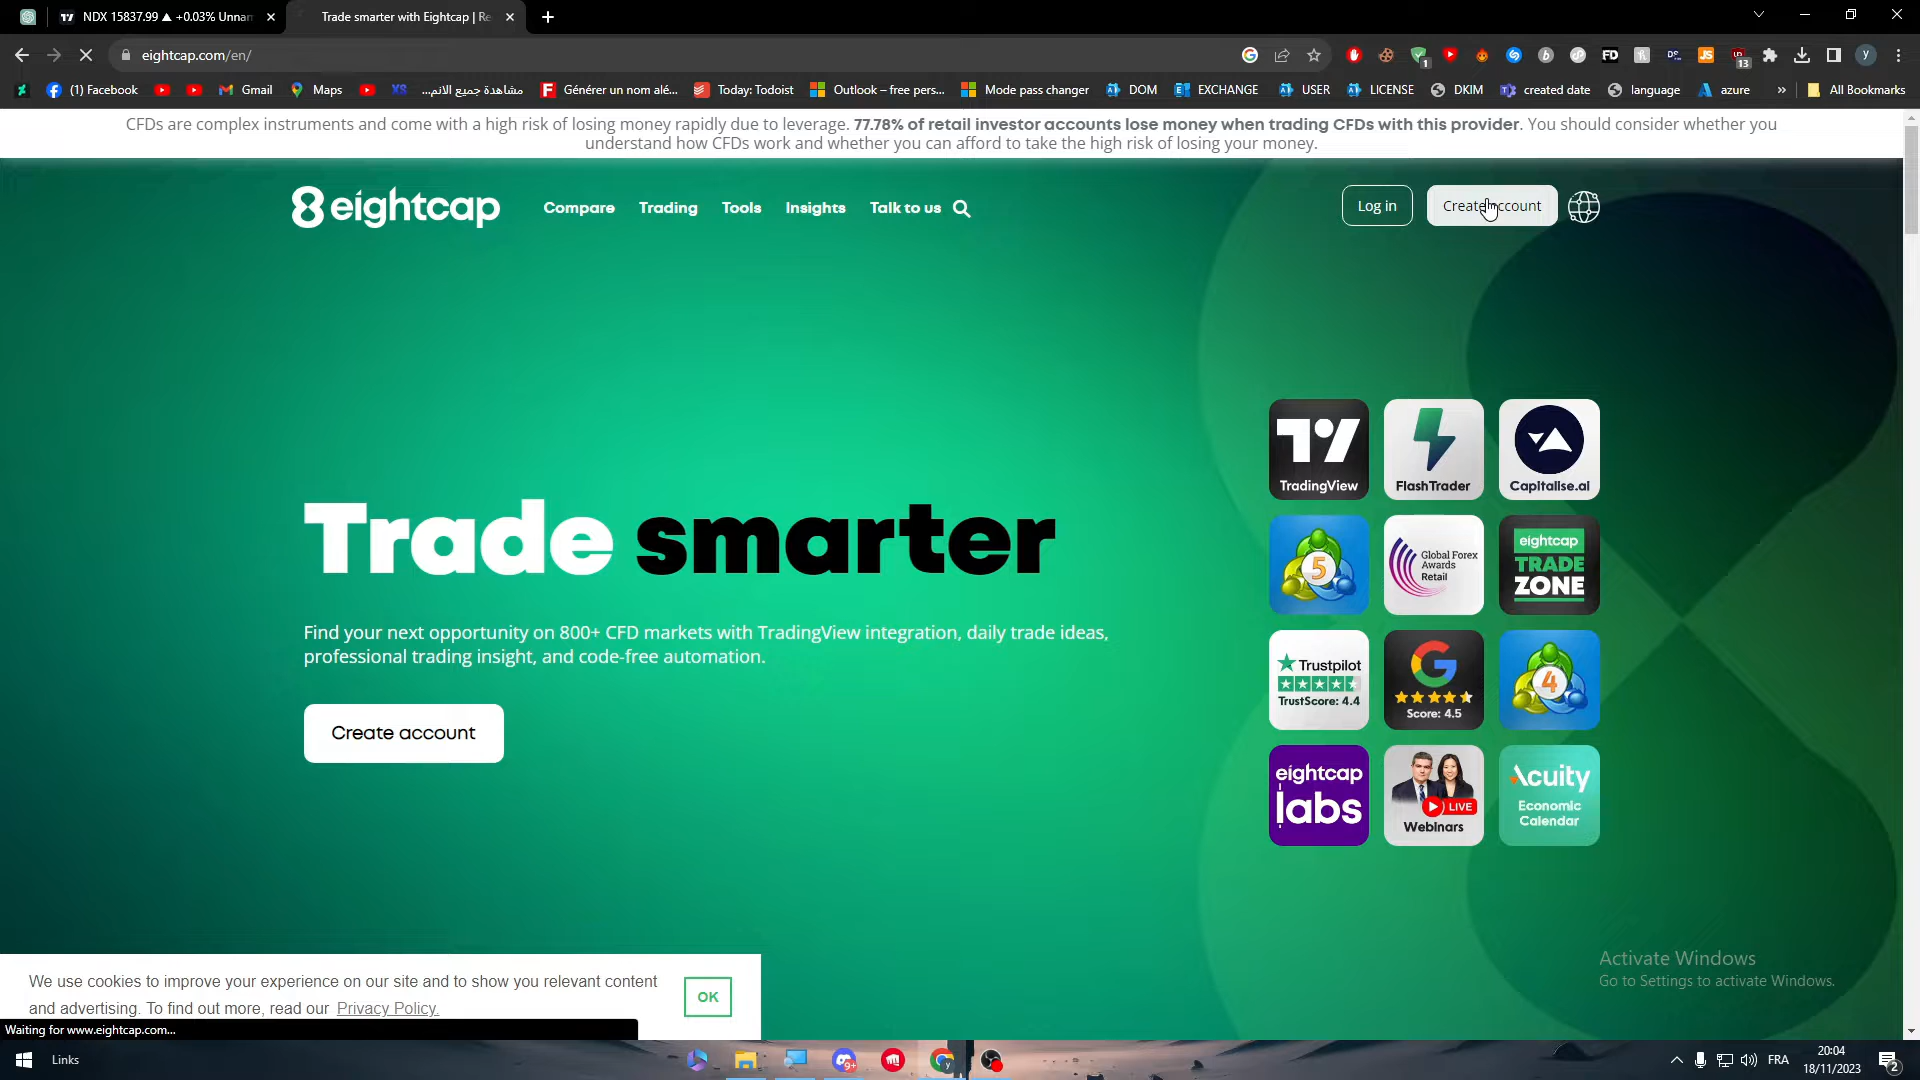 NDX 15837.99 ▲ +0.03% Unnan
Trade smarter with Eightcap | Re
eightcap.com/en/
(1) Facebook
Gmail
Maps
مشاهدة جميع الانم...
Générer un nom alé...
Today: Todoist
Outlook – free pers...
Mode pass changer
DOM
EXCHANGE
USER
LICENSE
DKIM
created date
language
azure
»
All Bookmarks
CFDs are complex instruments and come with a high risk of losing money rapidly due to leverage. 77.78% of retail investor accounts lose money when trading CFDs with this provider. You should consider whether you
understand how CFDs work and whether you can afford to take the high risk of losing your money.
8 eightcap
Compare
Trading
Tools
Insights
Talk to us
Log in
Create account
TradingView
FlashTrader
Capitalise.ai
Trade smarter
5
Global Forex
Awards
Retail
eightcap
TRADE
ZONE
Find your next opportunity on 800+ CFD markets with TradingView integration, daily trade ideas,
professional trading insight, and code-free automation.
Trustpilot
TrustScore: 4.4
Score: 4.5
4
Create account
eightcap
labs
LIVE
Webinars
Acuity
Economic
Calendar
Activate Windows
Go to Settings to activate Windows.
We use cookies to improve your experience on our site and to show you relevant content
and advertising. To find out more, read our Privacy Policy.
OK
Waiting for www.eightcap.com...
Links
9+
FRA
20:04
18/11/2023
2